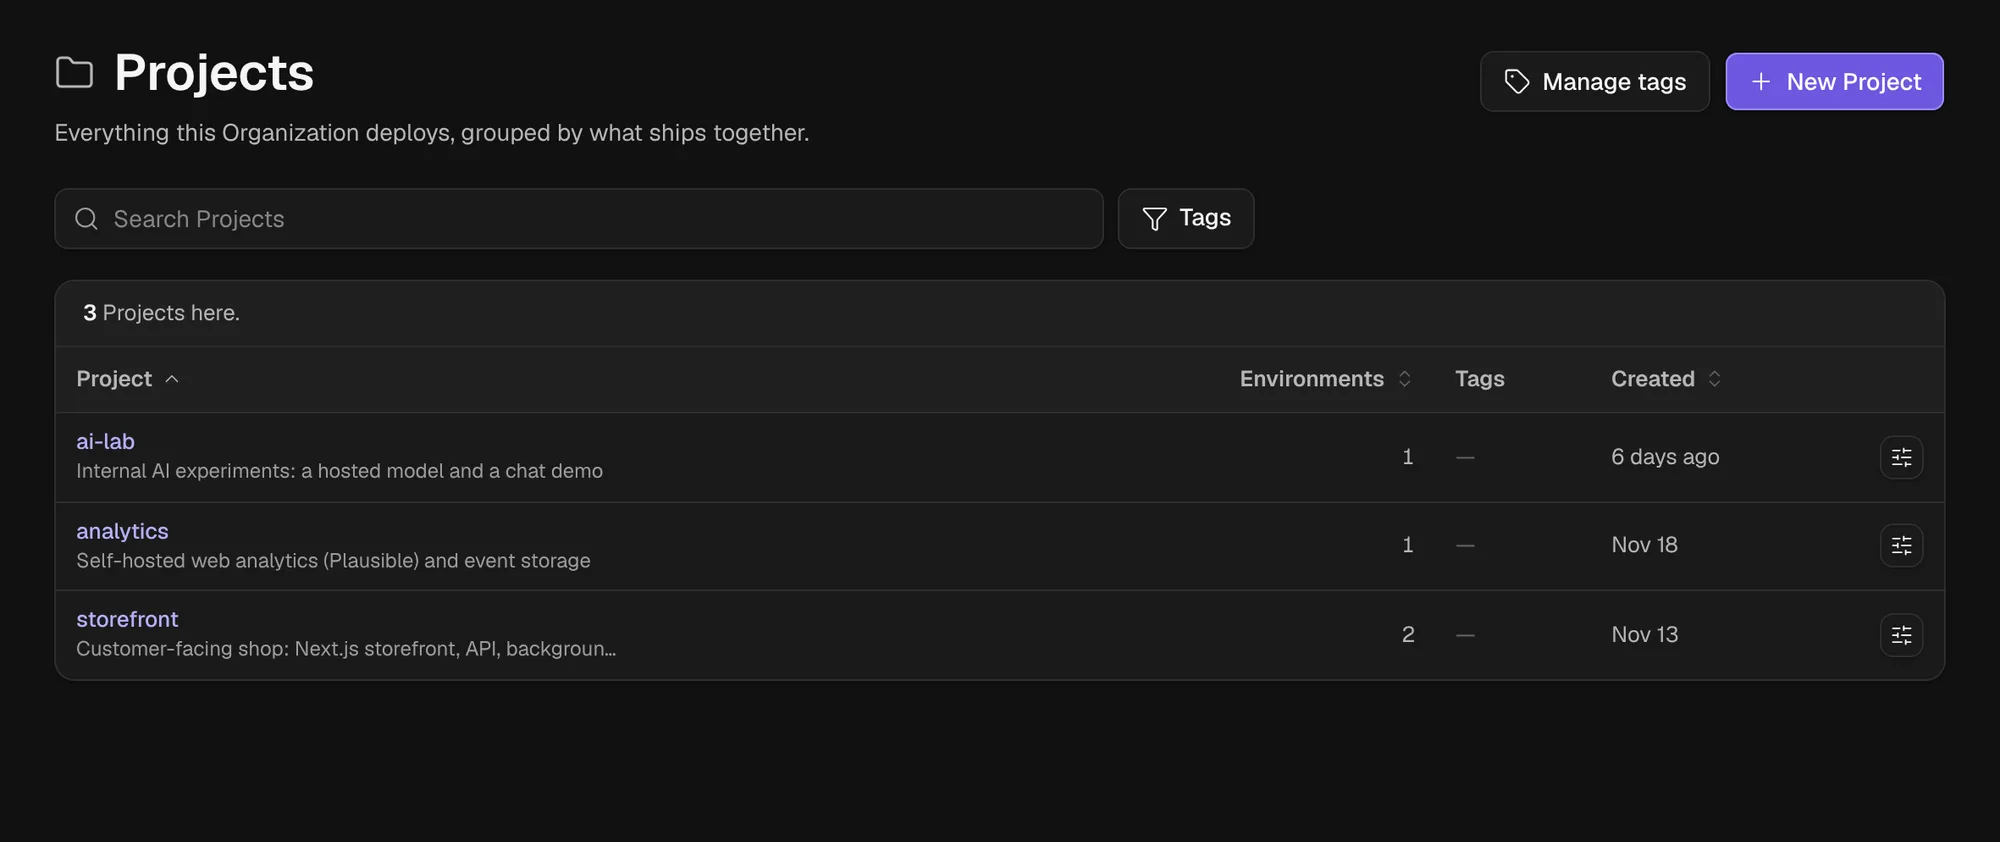 Projects
Everything this Organization deploys, grouped by what ships together.
Manage tags
New Project
Search Projects
Tags
3 Projects here.
Project Environments Tags Created
ai-lab
Internal AI experiments: a hosted model and a chat demo
1 — 6 days ago
analytics
Self-hosted web analytics (Plausible) and event storage
1 — Nov 18
storefront
Customer-facing shop: Next.js storefront, API, backgroun...
2 — Nov 13